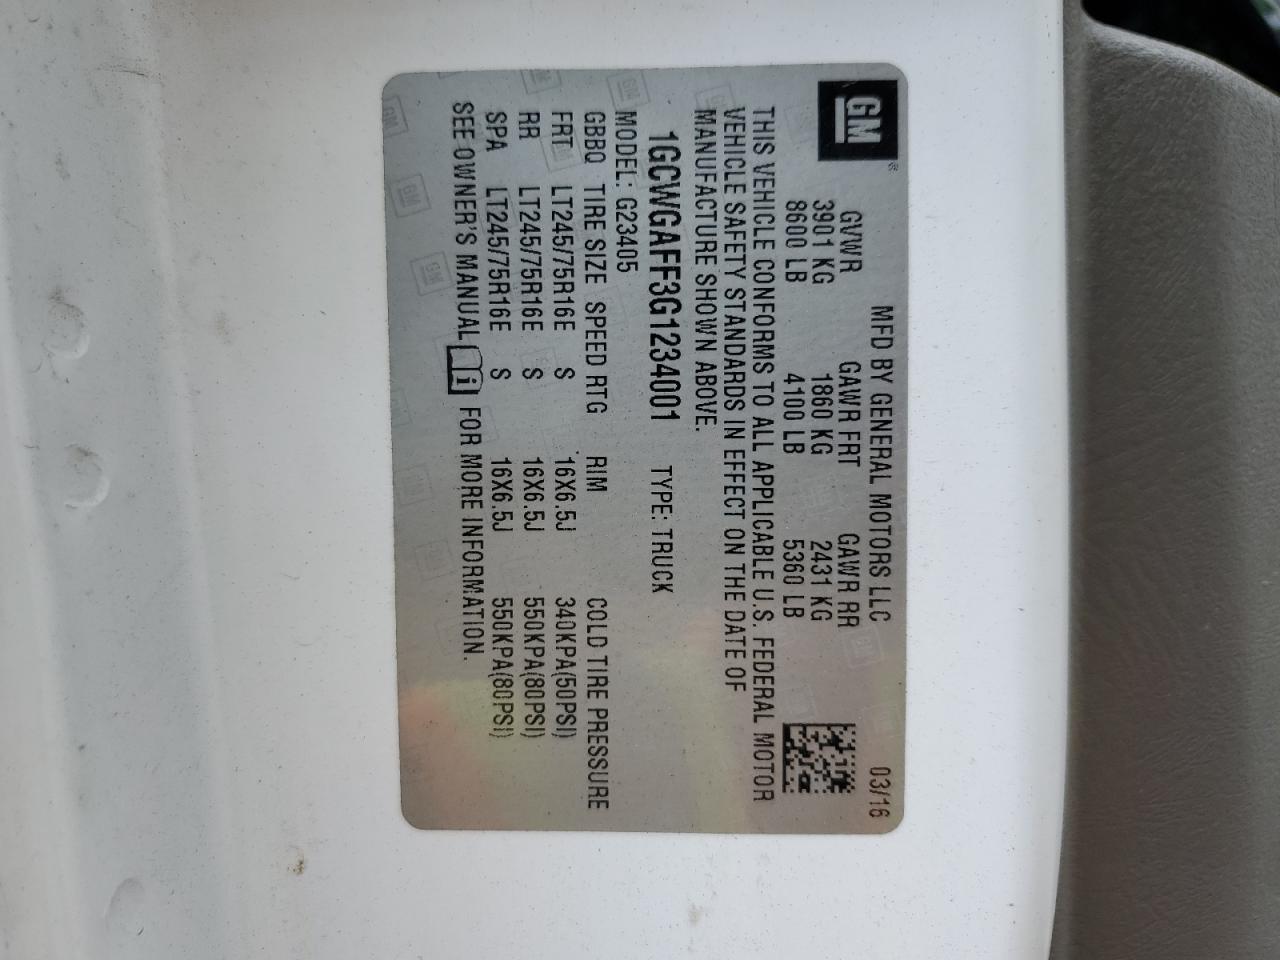 GM®
MFD BY GENERAL MOTORS LLC 03/16
GVWR GAWR FRT GAWR RR
3901 KG 1860 KG 2431 KG
8600 LB 4100 LB 5360 LB
THIS VEHICLE CONFORMS TO ALL APPLICABLE U.S. FEDERAL MOTOR
VEHICLE SAFETY STANDARDS IN EFFECT ON THE DATE OF
MANUFACTURE SHOWN ABOVE.
1GCWGAFF3G1234001 TYPE: TRUCK
MODEL: G23405
GBBQ TIRE SIZE SPEED RTG RIM COLD TIRE PRESSURE
FRT LT245/75R16E S 16X6.5J 340KPA(50PSI)
RR LT245/75R16E S 16X6.5J 550KPA(80PSI)
SPA LT245/75R16E S 16X6.5J 550KPA(80PSI)
SEE OWNER'S MANUAL i FOR MORE INFORMATION.